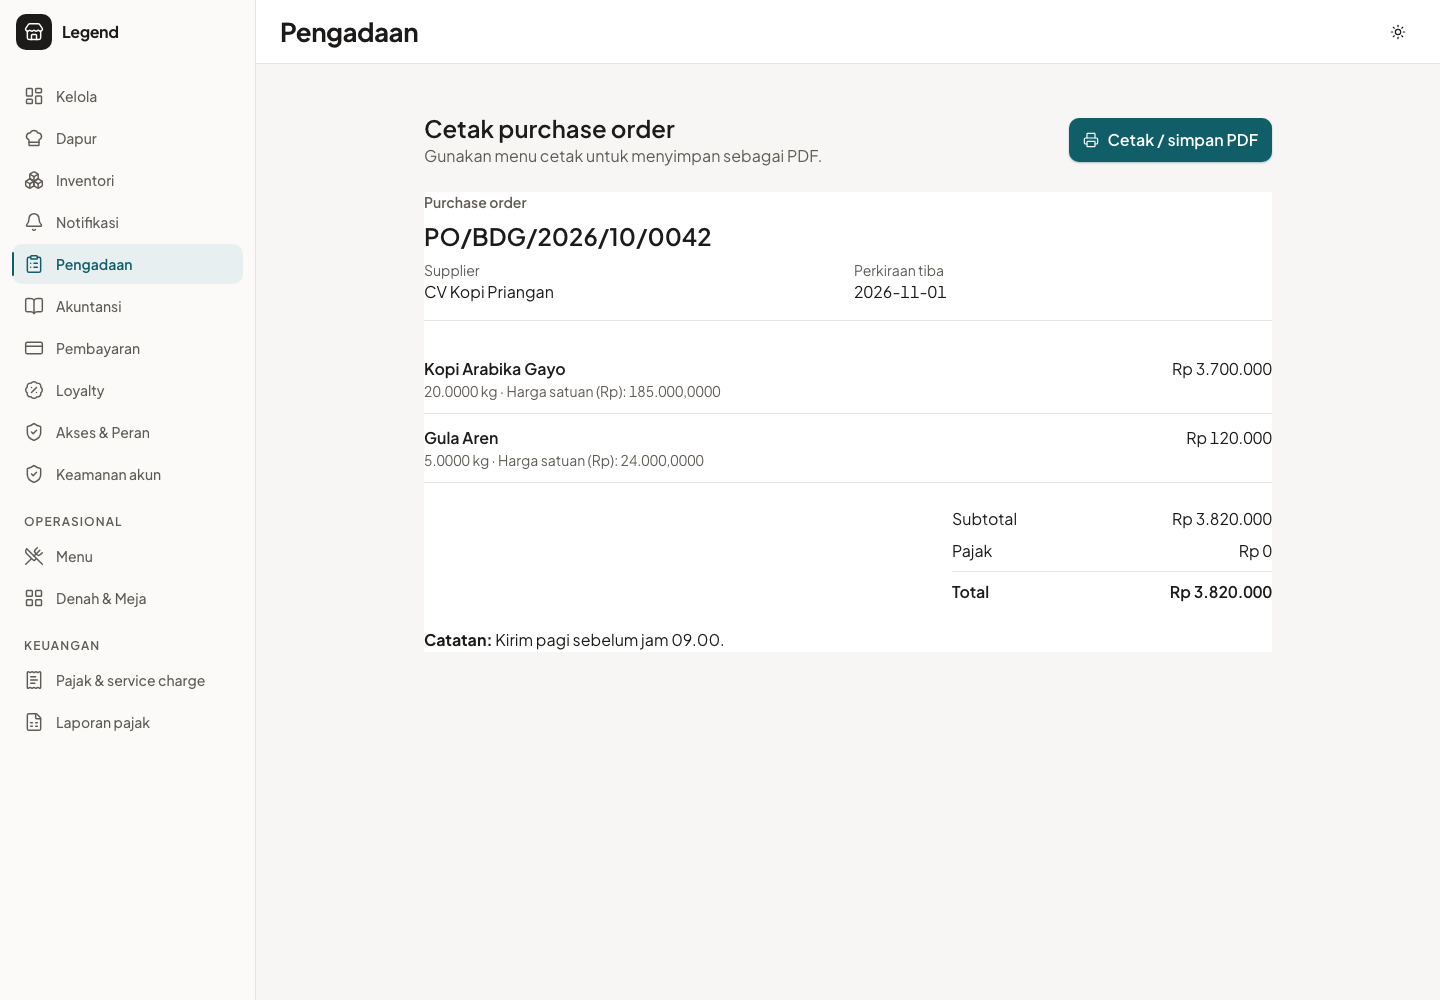 Legend
Pengadaan
Kelola
Dapur
Inventori
Notifikasi
Pengadaan
Akuntansi
Pembayaran
Loyalty
Akses & Peran
Keamanan akun
OPERASIONAL
Menu
Denah & Meja
KEUANGAN
Pajak & service charge
Laporan pajak
Cetak purchase order
Gunakan menu cetak untuk menyimpan sebagai PDF.
Cetak / simpan PDF
Purchase order
PO/BDG/2026/10/0042
Supplier
CV Kopi Priangan
Perkiraan tiba
2026-11-01
Kopi Arabika Gayo
Rp 3.700.000
20.0000 kg · Harga satuan (Rp): 185.000,0000
Gula Aren
Rp 120.000
5.0000 kg · Harga satuan (Rp): 24.000,0000
Subtotal Rp 3.820.000
Pajak Rp 0
Total Rp 3.820.000
Catatan: Kirim pagi sebelum jam 09.00.